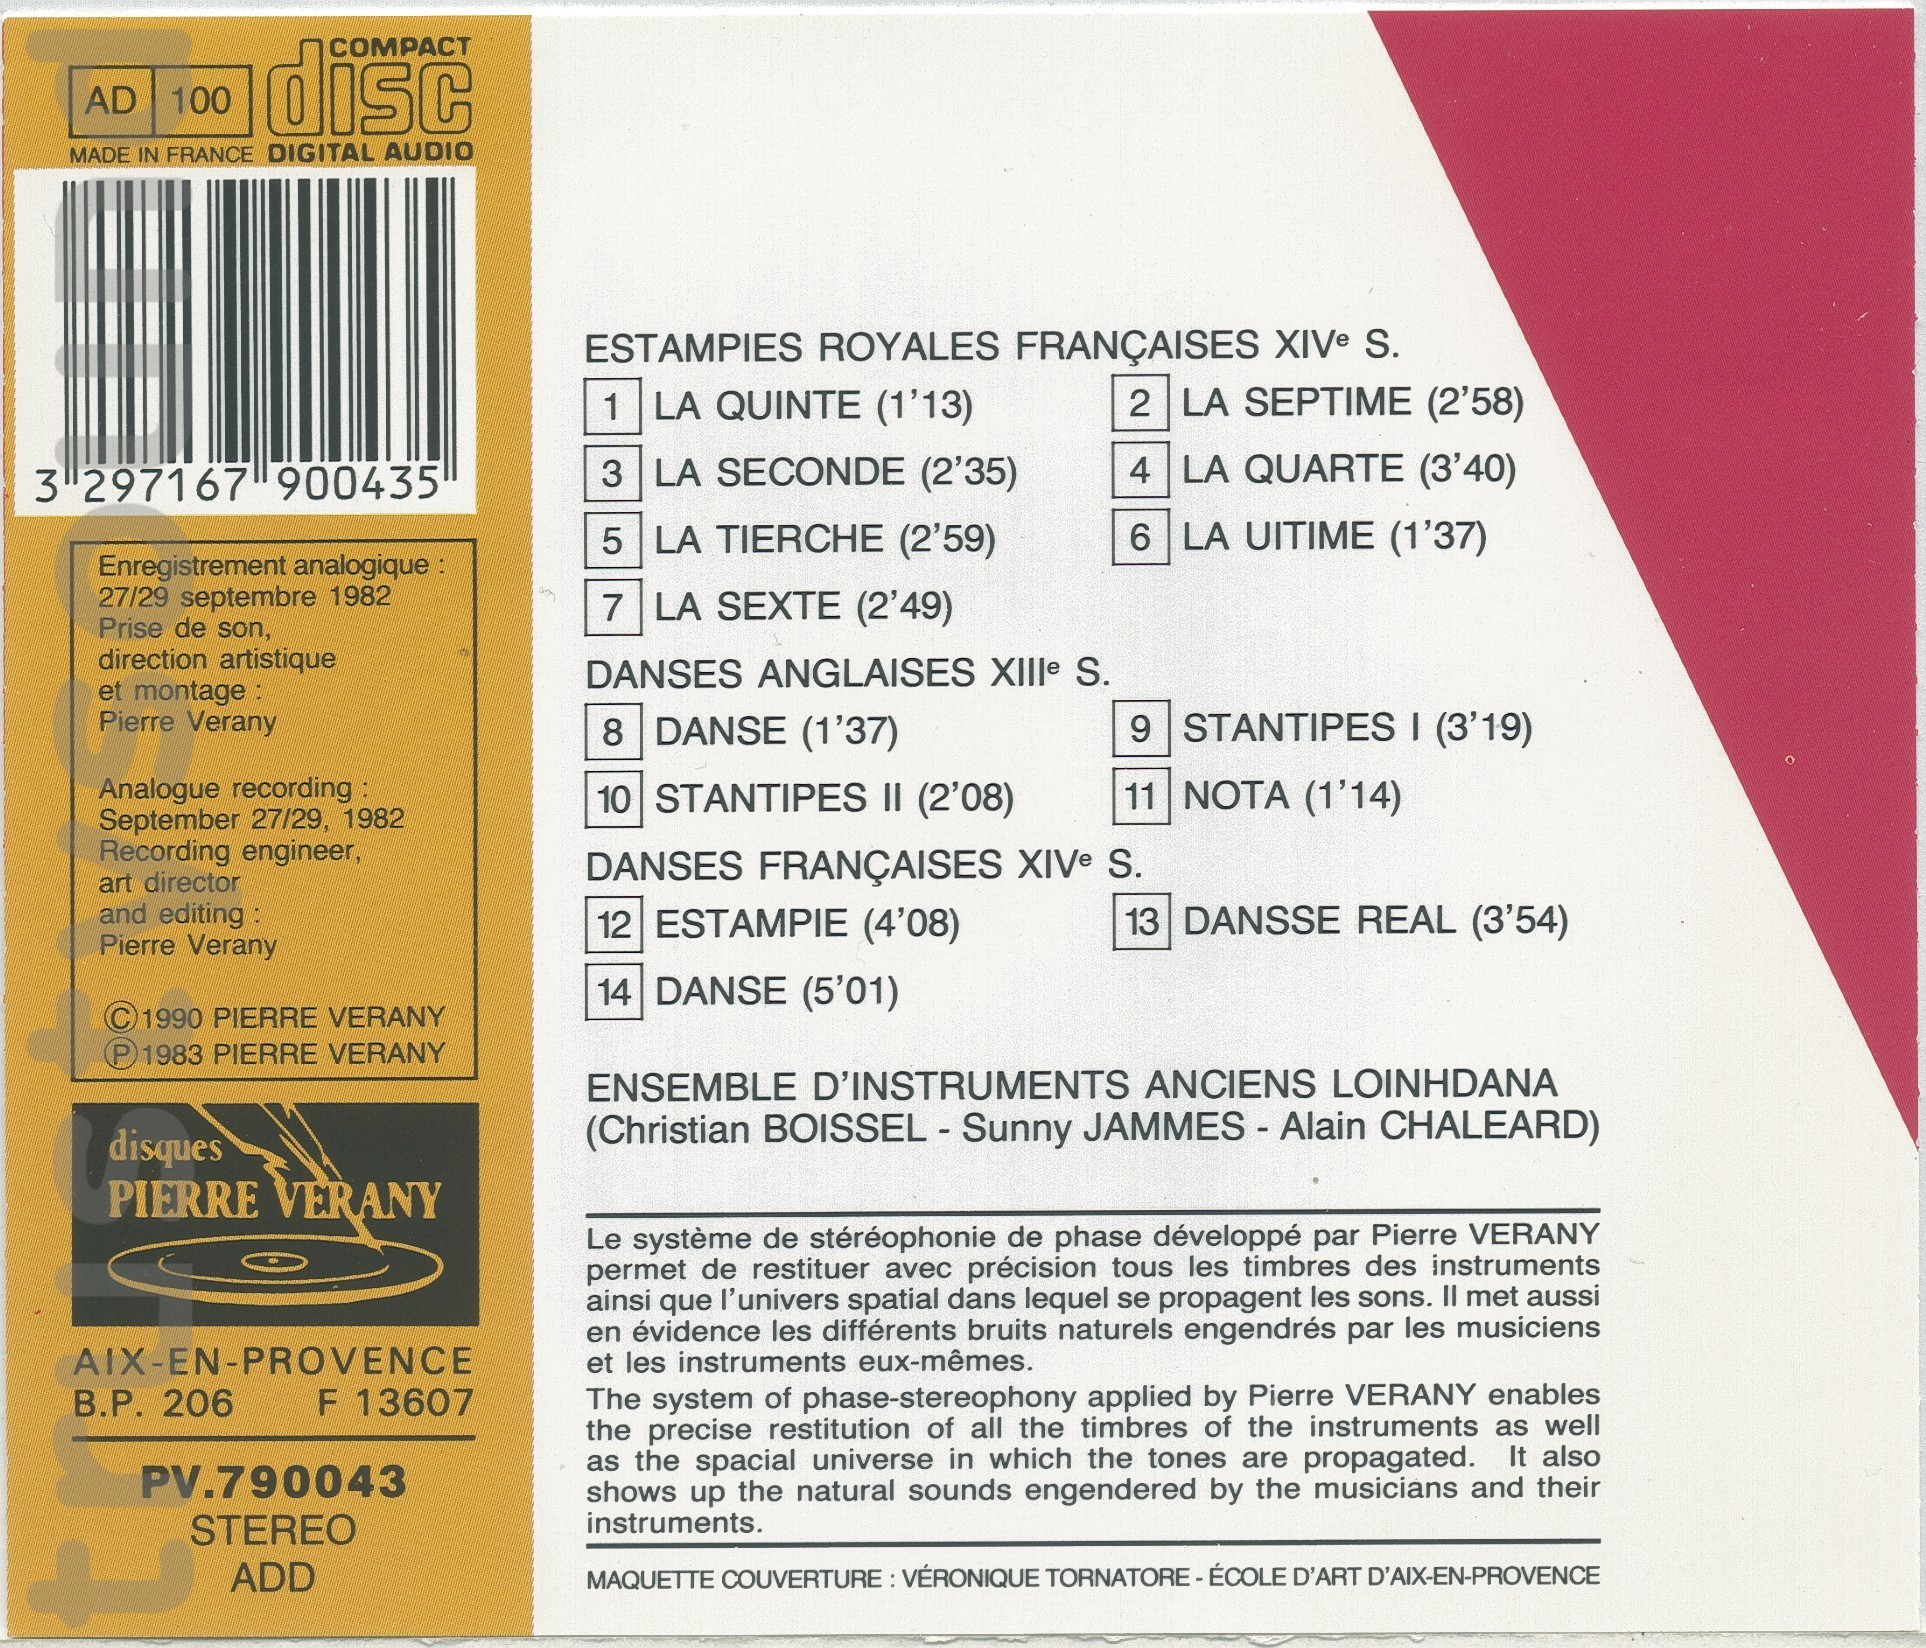 COMPACT
disc
DIGITAL AUDIO
AD 100
MADE IN FRANCE
3 297167 900435
Enregistrement analogique :
27/29 septembre 1982
Prise de son,
direction artistique
et montage :
Pierre Verany
Analogue recording :
September 27/29, 1982
Recording engineer,
art director
and editing :
Pierre Verany
©1990 PIERRE VERANY
℗1983 PIERRE VERANY
disques
PIERRE VERANY
AIX-EN-PROVENCE
B.P. 206 F 13607
PV.790043
STEREO
ADD
ESTAMPIES ROYALES FRANÇAISES XIVe S.
1 LA QUINTE (1'13) 2 LA SEPTIME (2'58)
3 LA SECONDE (2'35) 4 LA QUARTE (3'40)
5 LA TIERCHE (2'59) 6 LA UITIME (1'37)
7 LA SEXTE (2'49)
DANSES ANGLAISES XIIIe S.
8 DANSE (1'37) 9 STANTIPES I (3'19)
10 STANTIPES II (2'08) 11 NOTA (1'14)
DANSES FRANÇAISES XIVe S.
12 ESTAMPIE (4'08) 13 DANSSE REAL (3'54)
14 DANSE (5'01)
ENSEMBLE D'INSTRUMENTS ANCIENS LOINHDANA
(Christian BOISSEL - Sunny JAMMES - Alain CHALEARD)
Le système de stéréophonie de phase développé par Pierre VERANY
permet de restituer avec précision tous les timbres des instruments
ainsi que l'univers spatial dans lequel se propagent les sons. Il met aussi
en évidence les différents bruits naturels engendrés par les musiciens
et les instruments eux-mêmes.
The system of phase-stereophony applied by Pierre VERANY enables
the precise restitution of all the timbres of the instruments as well
as the spacial universe in which the tones are propagated. It also
shows up the natural sounds engendered by the musicians and their
instruments.
MAQUETTE COUVERTURE : VÉRONIQUE TORNATORE - ÉCOLE D'ART D'AIX-EN-PROVENCE